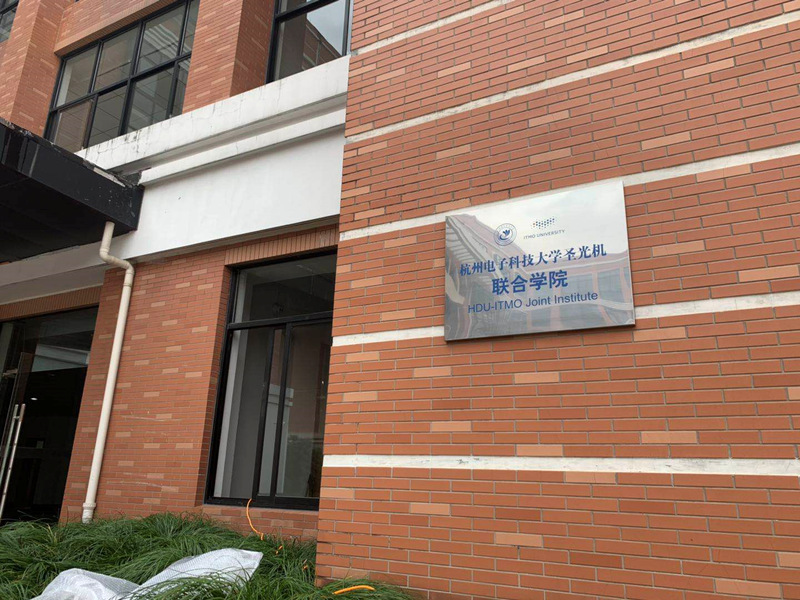 ITMO UNIVERSITY
杭州电子科技大学圣光机
联合学院
HDU-ITMO Joint Institute